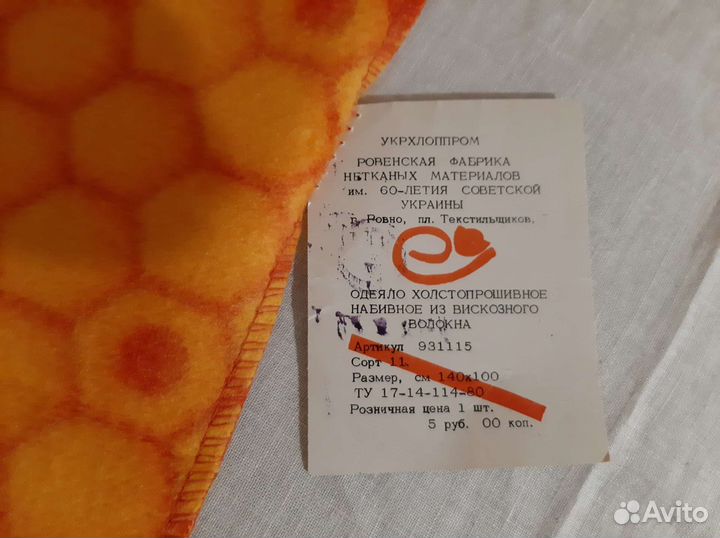 УКРХЛОППРОМ
РОВЕНСКАЯ ФАБРИКА
НЕТКАНЫХ МАТЕРИАЛОВ
им. 60-ЛЕТИЯ СОВЕТСКОЙ
УКРАИНЫ
г. Ровно, пл. Текстильщиков,
ОДЕЯЛО ХОЛСТОПРОШИВНОЕ
НАБИВНОЕ ИЗ ВИСКОЗНОГО
ВОЛОКНА
Артикул 931115
Сорт 11.
Размер, см 140х100
ТУ 17-14-114-80
Розничная цена 1 шт.
5 руб. 00 коп.
Avito